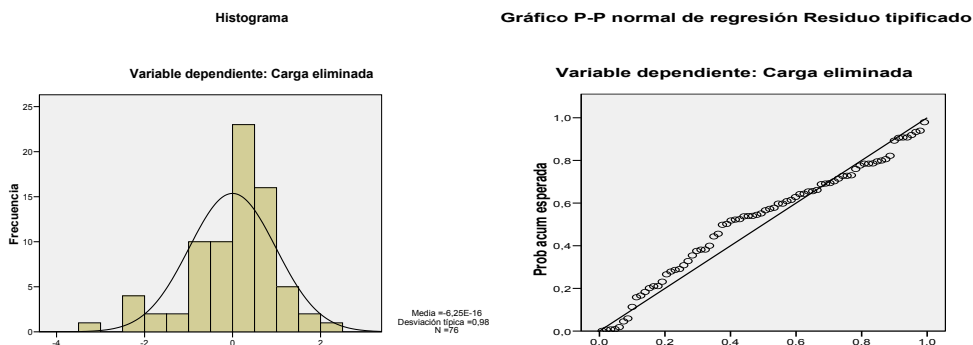 Histograma
Variable dependiente: Carga eliminada
Frecuencia
25
20
15
10
5
0
-4
-2
0
2
Media =-6,25E-16
Desviación típica =0,98
N =76
Gráfico P-P normal de regresión Residuo tipificado
Variable dependiente: Carga eliminada
Prob acum esperada
1,0
0,8
0,6
0,4
0,2
0,0
0.0
0.2
0.4
0.6
0.8
1.0